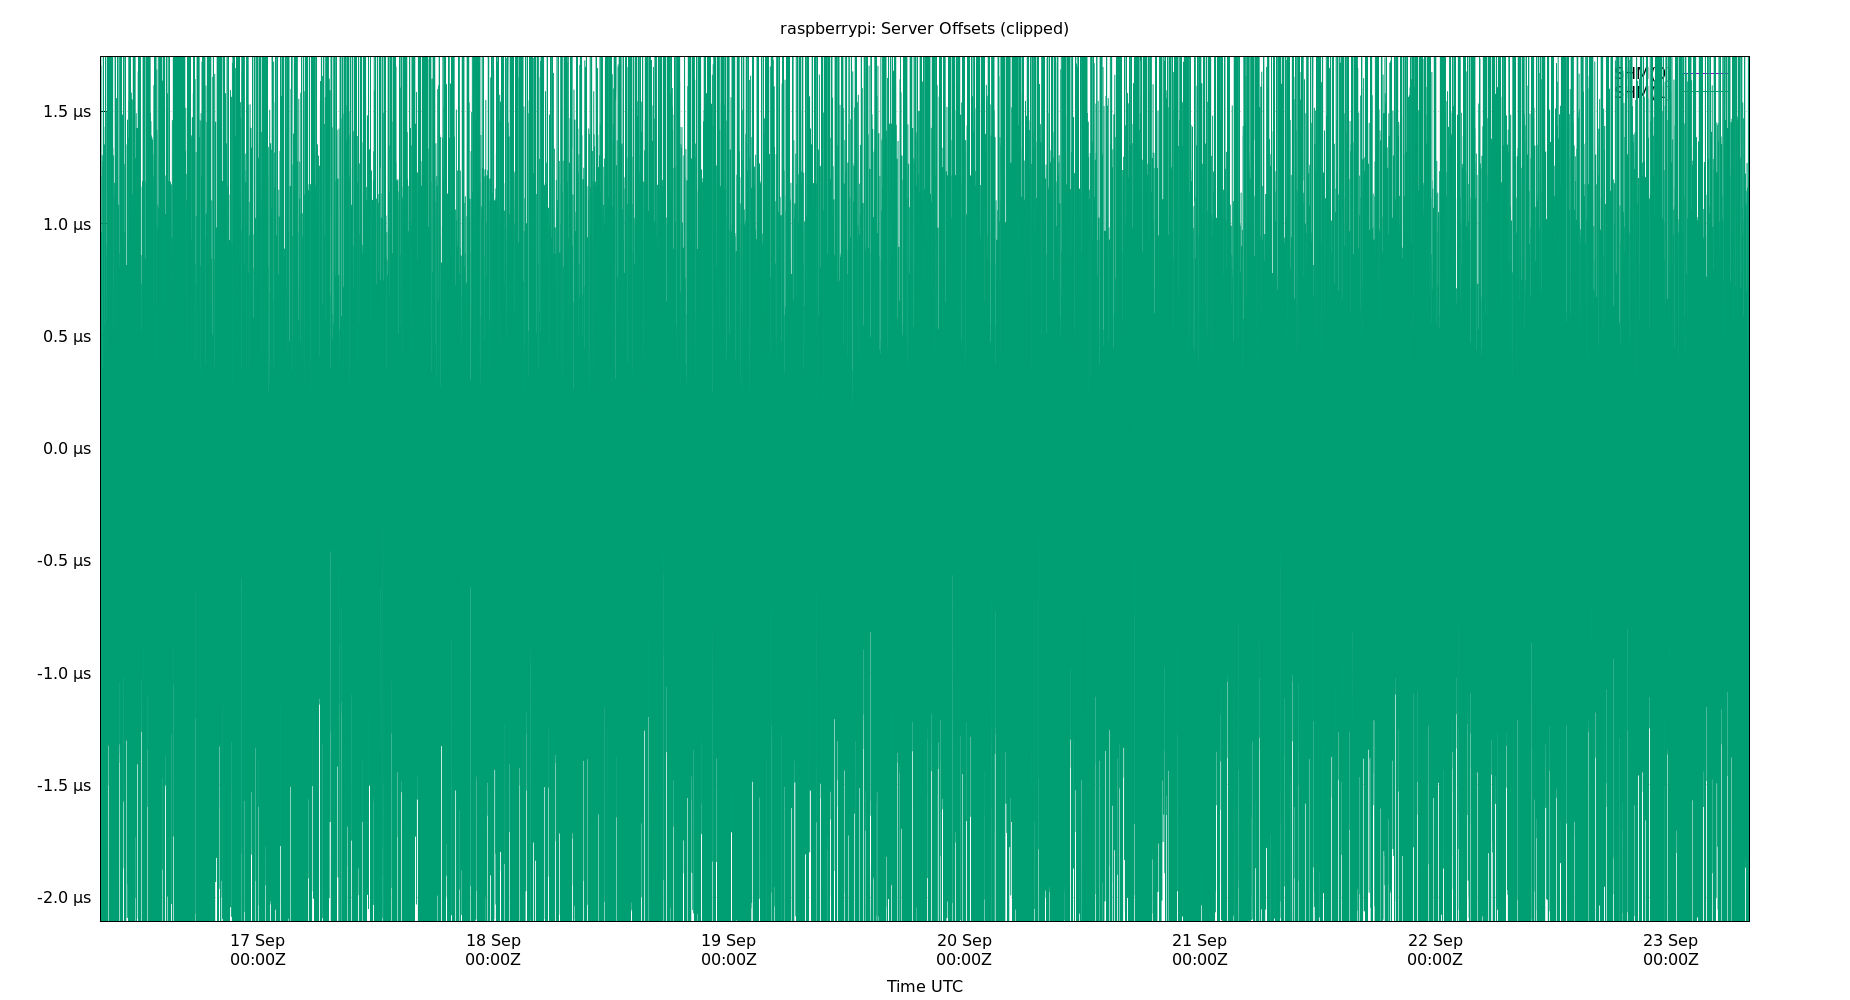 raspberrypi: Server Offsets (clipped)
1.5 µs
1.0 µs
0.5 µs
0.0 µs
-0.5 µs
-1.0 µs
-1.5 µs
-2.0 µs
17 Sep
00:00Z
18 Sep
00:00Z
19 Sep
00:00Z
20 Sep
00:00Z
21 Sep
00:00Z
22 Sep
00:00Z
23 Sep
00:00Z
Time UTC